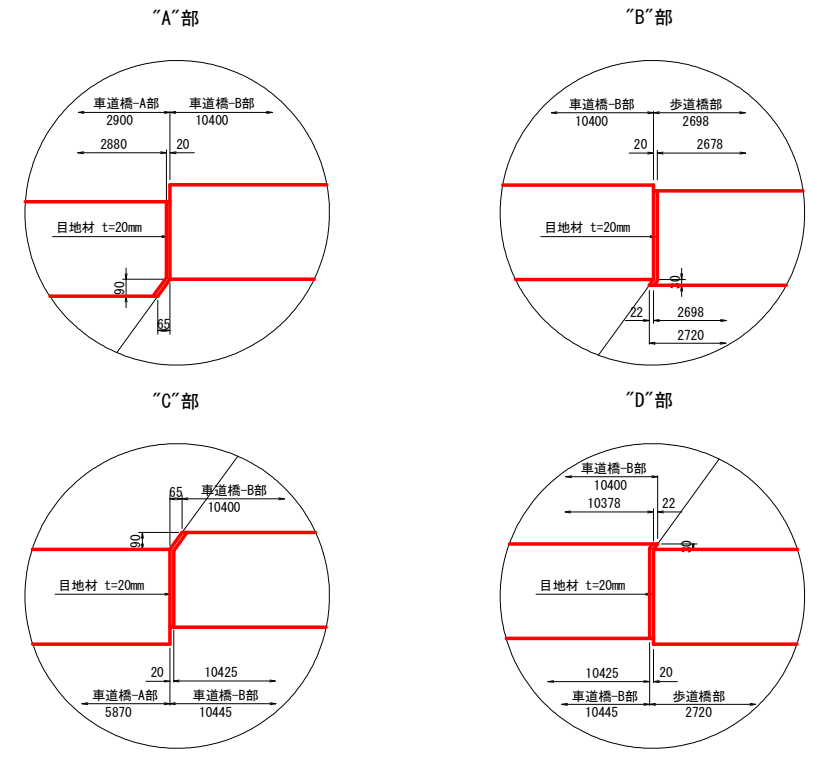 "A"部
車道橋-A部 車道橋-B部
2900 10400
2880 20
目地材 t=20mm
90
65
"B"部
車道橋-B部 歩道橋部
10400 2698
20 2678
目地材 t=20mm
30
22 2698
2720
"C"部
65 車道橋-B部
10400
90
目地材 t=20mm
20 10425
車道橋-A部 車道橋-B部
5870 10445
"D"部
車道橋-B部
10400
10378 22
30
目地材 t=20mm
10425 20
車道橋-B部 歩道橋部
10445 2720